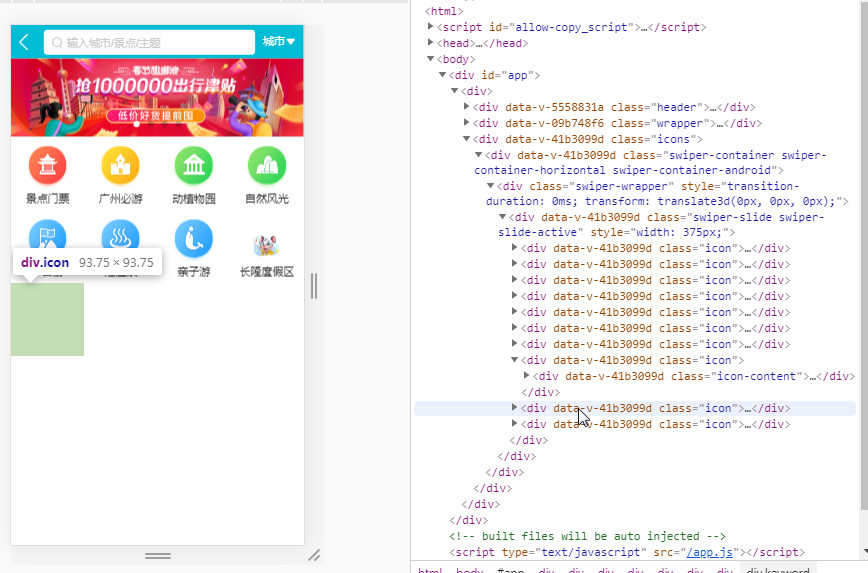 输入城市/景点/主题
城市
春节出游季
抢1000000出行津贴
低价好货提前囤
景点门票
广州必游
动植物园
自然风光
亲子游
长隆度假区
div.icon 93.75 × 93.75
<html>
<script id="allow-copy_script">…</script>
<head>…</head>
<body>
<div id="app">
<div>
<div data-v-5558831a class="header">…</div>
<div data-v-09b748f6 class="wrapper">…</div>
<div data-v-41b3099d class="icons">
<div data-v-41b3099d class="swiper-container swiper-
container-horizontal swiper-container-android">
<div class="swiper-wrapper" style="transition-
duration: 0ms; transform: translate3d(0px, 0px, 0px);">
<div data-v-41b3099d class="swiper-slide swiper-
slide-active" style="width: 375px;">
<div data-v-41b3099d class="icon">…</div>
<div data-v-41b3099d class="icon">…</div>
<div data-v-41b3099d class="icon">…</div>
<div data-v-41b3099d class="icon">…</div>
<div data-v-41b3099d class="icon">…</div>
<div data-v-41b3099d class="icon">…</div>
<div data-v-41b3099d class="icon">…</div>
<div data-v-41b3099d class="icon">
<div data-v-41b3099d class="icon-content">…</div>
</div>
<div data-v-41b3099d class="icon">…</div>
<div data-v-41b3099d class="icon">…</div>
</div>
</div>
</div>
</div>
</div>
</div>
<!-- built files will be auto injected -->
<script type="text/javascript" src="/app.js"></script>
html body #app div div div div div div div div.keyword